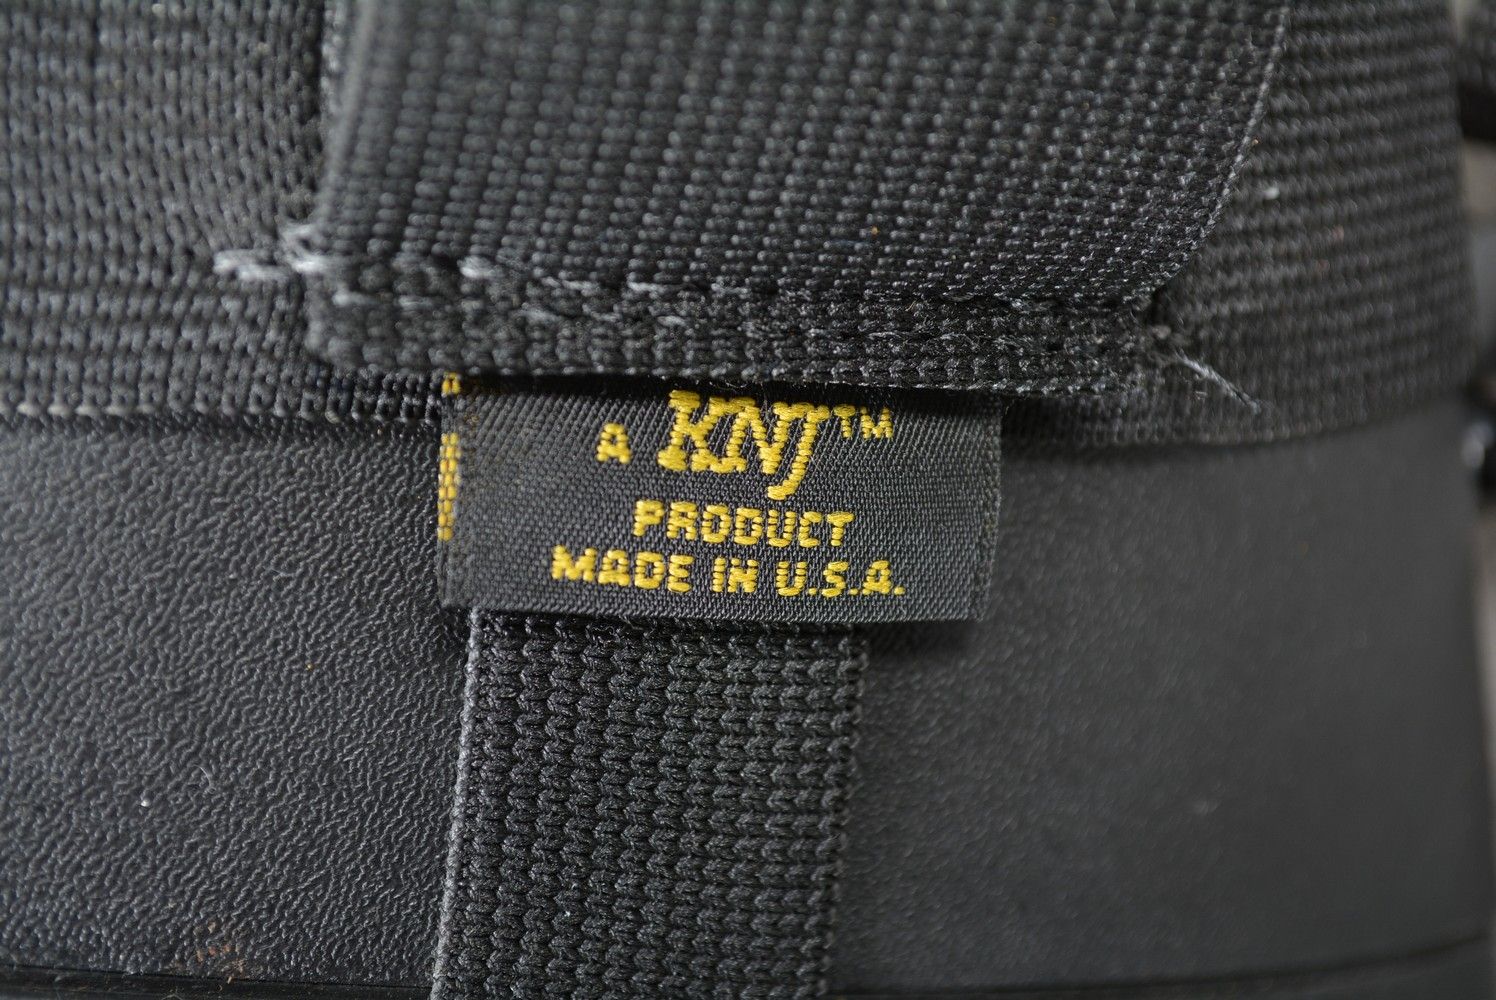 A KNJ™
PRODUCT
MADE IN U.S.A.